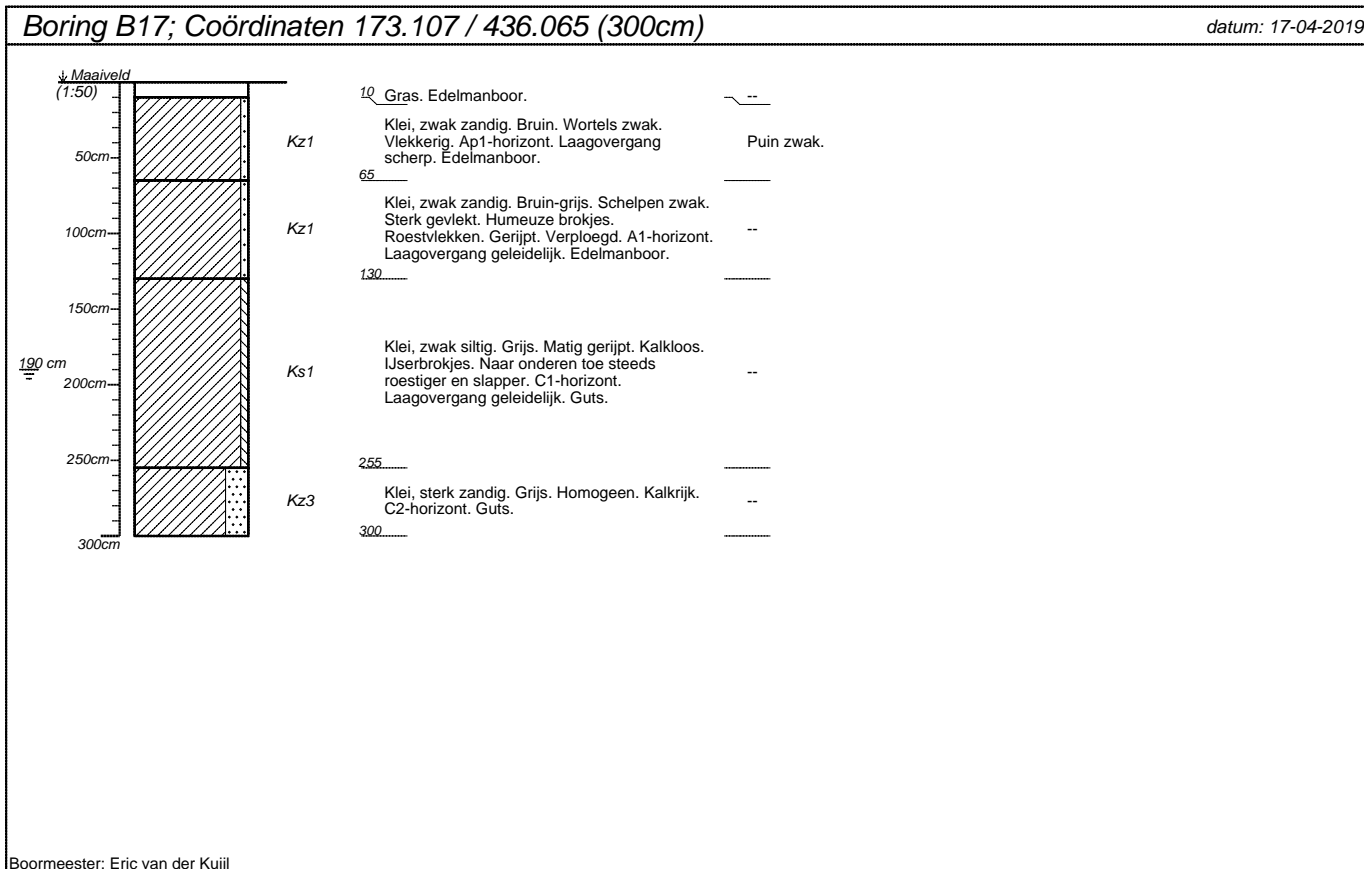 Boring B17; Coördinaten 173.107 / 436.065 (300cm)
datum: 17-04-2019
Maaiveld
(1:50)
10 Gras. Edelmanboor. --
Kz1
Klei, zwak zandig. Bruin. Wortels zwak.
Vlekkerig. Ap1-horizont. Laagovergang
scherp. Edelmanboor.
Puin zwak.
50cm
65
Kz1
Klei, zwak zandig. Bruin-grijs. Schelpen zwak.
Sterk gevlekt. Humeuze brokjes.
Roestvlekken. Gerijpt. Verploegd. A1-horizont.
Laagovergang geleidelijk. Edelmanboor.
--
100cm
130
150cm
190 cm
Ks1
Klei, zwak siltig. Grijs. Matig gerijpt. Kalkloos.
IJserbrokjes. Naar onderen toe steeds
roestiger en slapper. C1-horizont.
Laagovergang geleidelijk. Guts.
--
200cm
250cm
255
Kz3
Klei, sterk zandig. Grijs. Homogeen. Kalkrijk.
C2-horizont. Guts.
--
300
300cm
Boormeester: Eric van der Kuijl